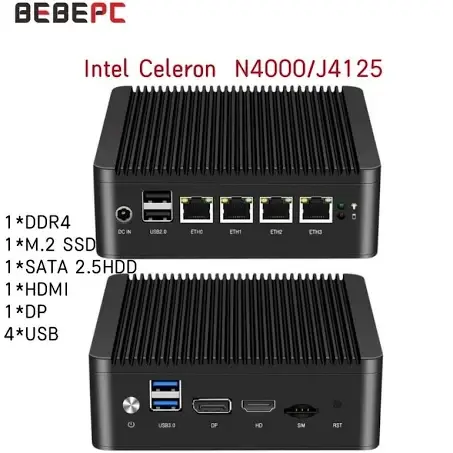 BEBEPC
Intel Celeron N4000/J4125
1*DDR4
1*M.2 SSD
1*SATA 2.5HDD
1*HDMI
1*DP
4*USB
DC IN USB2.0 ETH0 ETH1 ETH2 ETH3
USB3.0 DP HD SIM RST